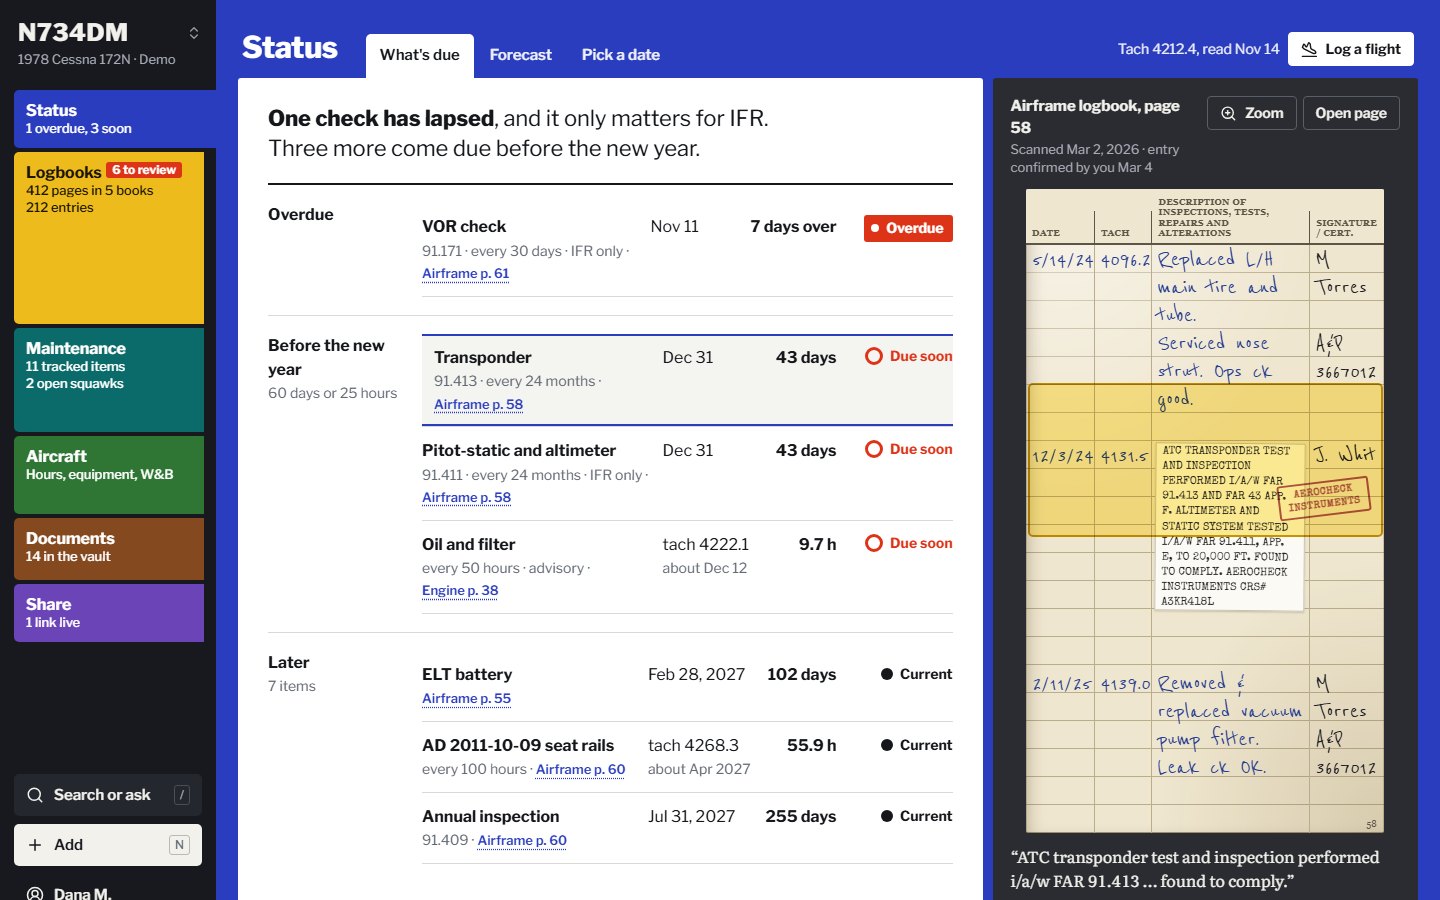 N734DM
1978 Cessna 172N · Demo
Status
1 overdue, 3 soon
Logbooks 6 to review
412 pages in 5 books
212 entries
Maintenance
11 tracked items
2 open squawks
Aircraft
Hours, equipment, W&B
Documents
14 in the vault
Share
1 link live
Search or ask /
Add N
Dana M.
Status What's due Forecast Pick a date
Tach 4212.4, read Nov 14 Log a flight
One check has lapsed, and it only matters for IFR.
Three more come due before the new year.
Overdue
VOR check Nov 11 7 days over Overdue
91.171 · every 30 days · IFR only ·
Airframe p. 61
Before the new
year
60 days or 25 hours
Transponder Dec 31 43 days Due soon
91.413 · every 24 months ·
Airframe p. 58
Pitot-static and altimeter Dec 31 43 days Due soon
91.411 · every 24 months · IFR only ·
Airframe p. 58
Oil and filter tach 4222.1 9.7 h Due soon
every 50 hours · advisory · about Dec 12
Engine p. 38
Later
7 items
ELT battery Feb 28, 2027 102 days Current
Airframe p. 55
AD 2011-10-09 seat rails tach 4268.3 55.9 h Current
every 100 hours · Airframe p. 60 about Apr 2027
Annual inspection Jul 31, 2027 255 days Current
91.409 · Airframe p. 60
Airframe logbook, page
58
Zoom Open page
Scanned Mar 2, 2026 · entry
confirmed by you Mar 4
DATE TACH
DESCRIPTION OF
INSPECTIONS, TESTS,
REPAIRS AND
ALTERATIONS
SIGNATURE
/ CERT.
5/14/24 4096.2 Replaced L/H M
main tire and Torres
tube.
Serviced nose A&P
strut. Ops ck 3667012
good.
12/3/24 4131.5
ATC TRANSPONDER TEST
AND INSPECTION
PERFORMED I/A/W FAR
91.413 AND FAR 43 APP.
F. ALTIMETER AND
STATIC SYSTEM TESTED
I/A/W FAR 91.411, APP.
E, TO 20,000 FT. FOUND
TO COMPLY. AEROCHECK
INSTRUMENTS CRS#
A3KR418L
J. Whit
AEROCHECK
INSTRUMENTS
2/11/25 4139.0 Removed & M
replaced vacuum Torres
pump filter. A&P
Leak ck OK. 3667012
58
“ATC transponder test and inspection performed
i/a/w FAR 91.413 … found to comply.”